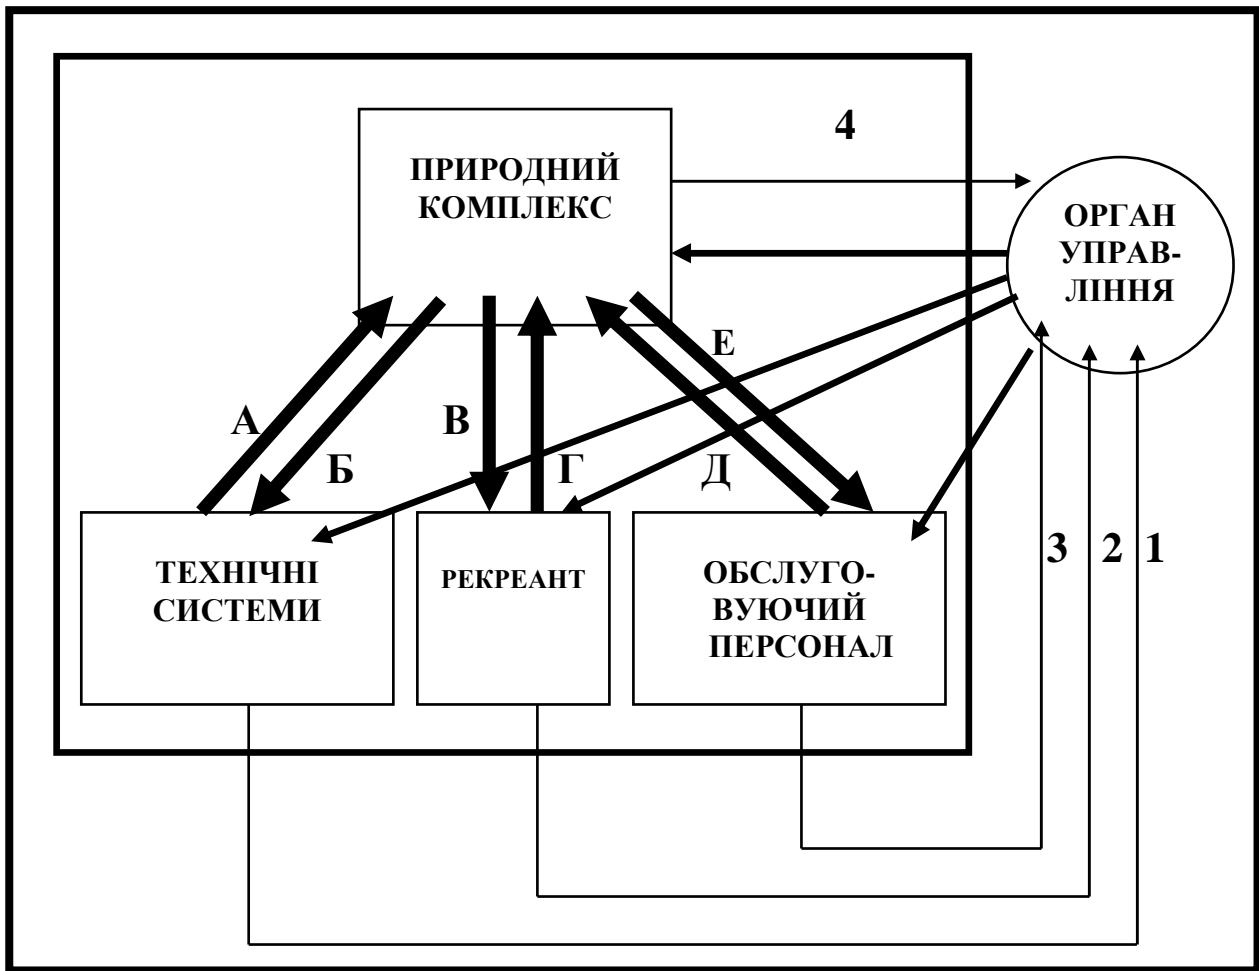 4
ПРИРОДНИЙ
КОМПЛЕКС
ОРГАН
УПРАВ-
ЛІННЯ
Е
А
В
Б
Г
Д
ТЕХНІЧНІ
СИСТЕМИ
РЕКРЕАНТ
ОБСЛУГО-
ВУЮЧИЙ
ПЕРСОНАЛ
3
2
1